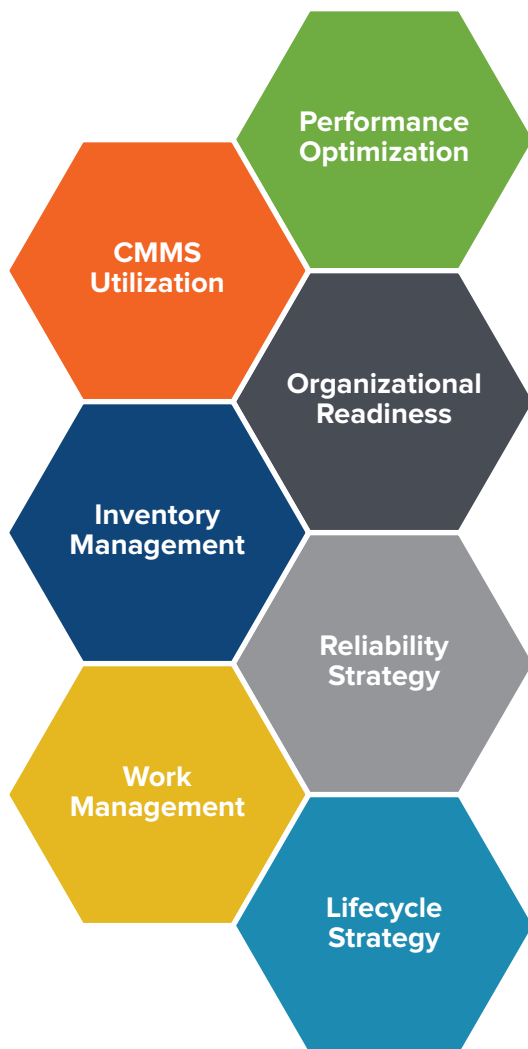 Performance
Optimization
CMMS
Utilization
Organizational
Readiness
Inventory
Management
Reliability
Strategy
Work
Management
Lifecycle
Strategy